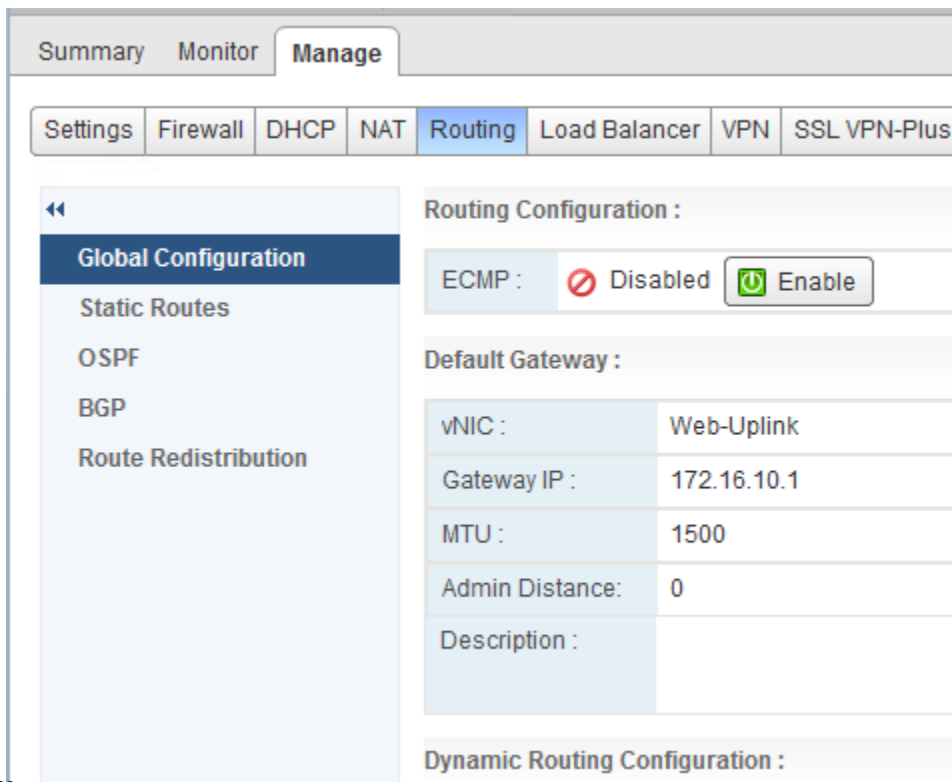 Summary Monitor Manage
Settings Firewall DHCP NAT Routing Load Balancer VPN SSL VPN-Plus
Global Configuration
Static Routes
OSPF
BGP
Route Redistribution
Routing Configuration :
ECMP : Disabled Enable
Default Gateway :
vNIC : Web-Uplink
Gateway IP : 172.16.10.1
MTU : 1500
Admin Distance: 0
Description :
Dynamic Routing Configuration :